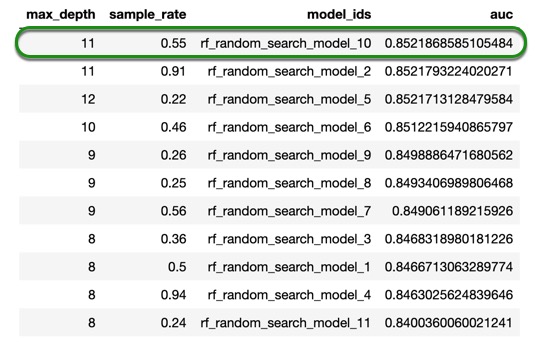 max_depth sample_rate model_ids auc
11 0.55 rf_random_search_model_10 0.8521868585105484
11 0.91 rf_random_search_model_2 0.8521793224020271
12 0.22 rf_random_search_model_5 0.8521713128479584
10 0.46 rf_random_search_model_6 0.8512215940865797
9 0.26 rf_random_search_model_9 0.8498886471680562
9 0.25 rf_random_search_model_8 0.8493406989806468
9 0.56 rf_random_search_model_7 0.849061189215926
8 0.36 rf_random_search_model_3 0.8468318980181226
8 0.5 rf_random_search_model_1 0.8466713063289774
8 0.94 rf_random_search_model_4 0.8463025624839646
8 0.24 rf_random_search_model_11 0.8400360060021241